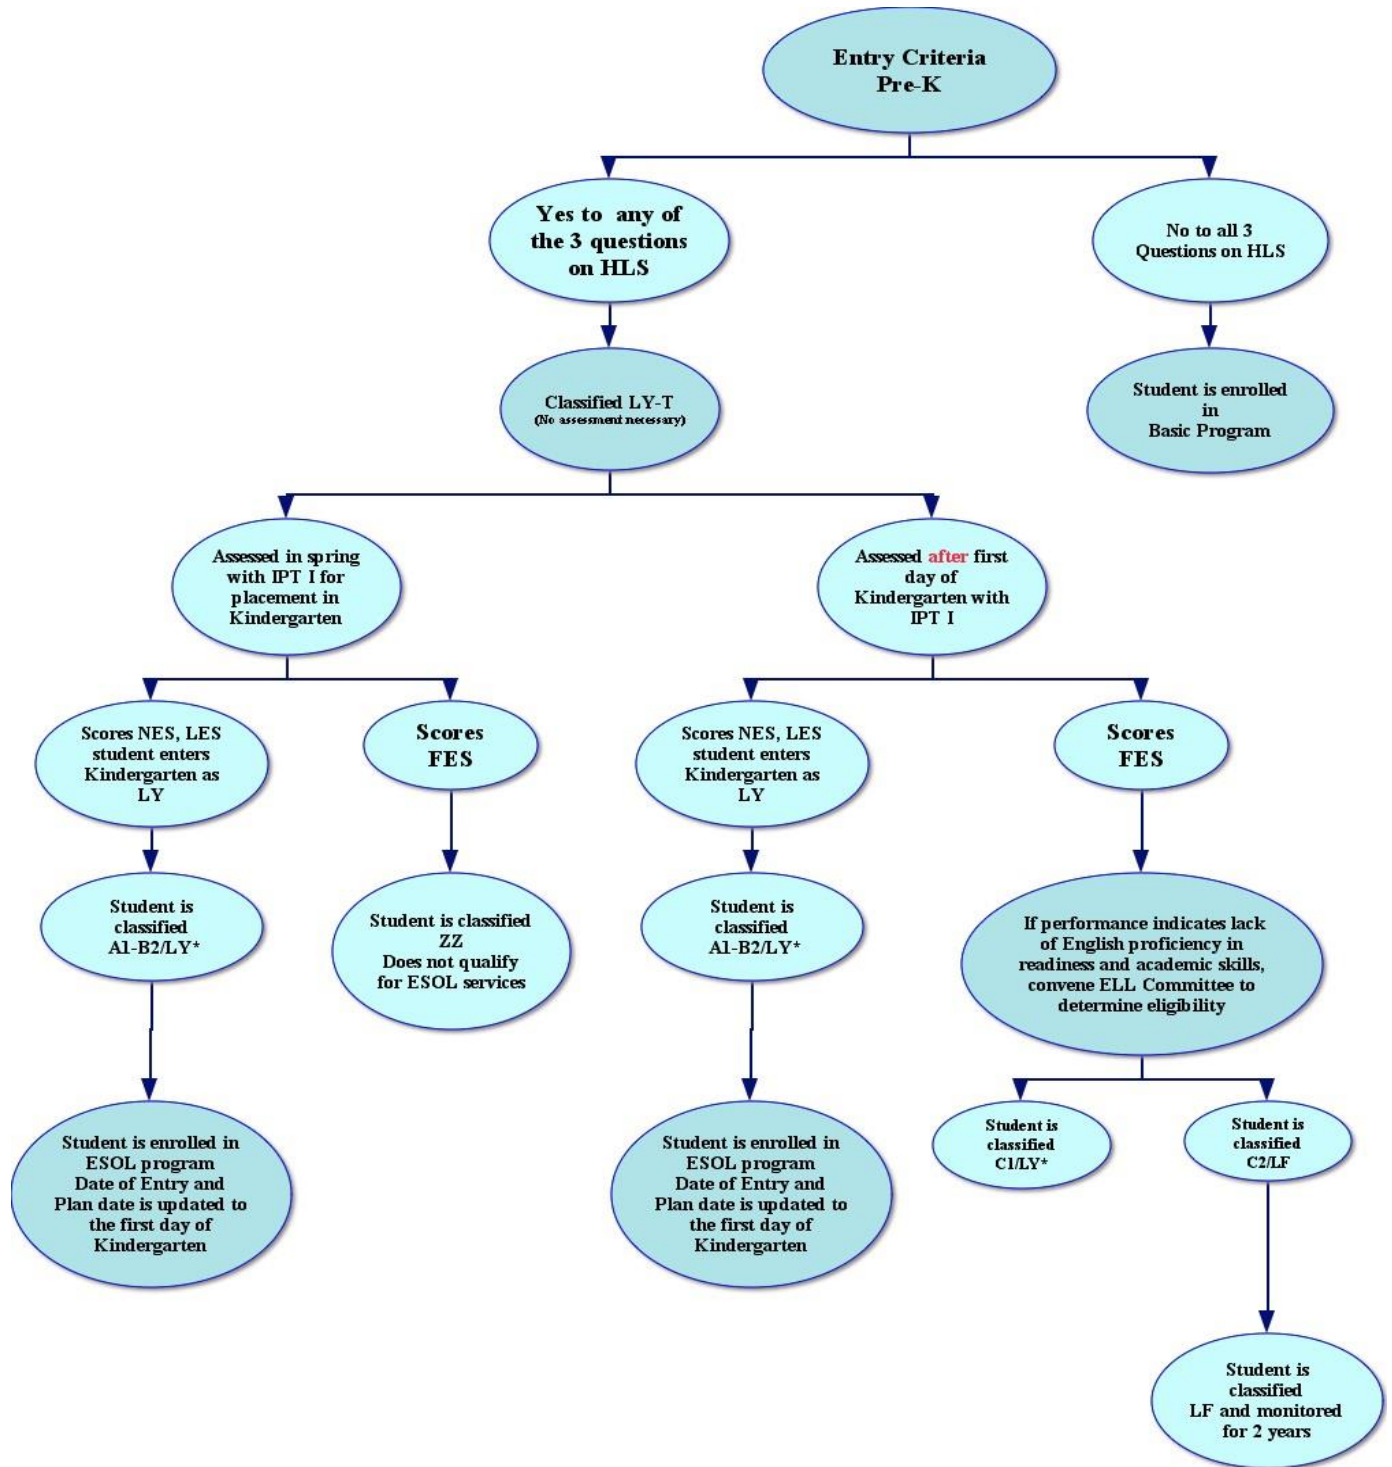 Entry Criteria
Pre-K
Yes to any of
the 3 questions
on HLS
No to all 3
Questions on HLS
Classified LY-T
(No assessment necessary)
Student is enrolled
in
Basic Program
Assessed in spring
with IPT I for
placement in
Kindergarten
Assessed after first
day of
Kindergarten with
IPT I
Scores NES, LES
student enters
Kindergarten as
LY
Scores
FES
Scores NES, LES
student enters
Kindergarten as
LY
Scores
FES
Student is
classified
A1-B2/LY*
Student is classified
ZZ
Does not qualify
for ESOL services
Student is
classified
A1-B2/LY*
If performance indicates lack
of English proficiency in
readiness and academic skills,
convene ELL Committee to
determine eligibility
Student is enrolled in
ESOL program
Date of Entry and
Plan date is updated to
the first day of
Kindergarten
Student is enrolled in
ESOL program
Date of Entry and
Plan date is updated to
the first day of
Kindergarten
Student is
classified
C1/LY*
Student is
classified
C2/LF
Student is
classified
LF and monitored
for 2 years